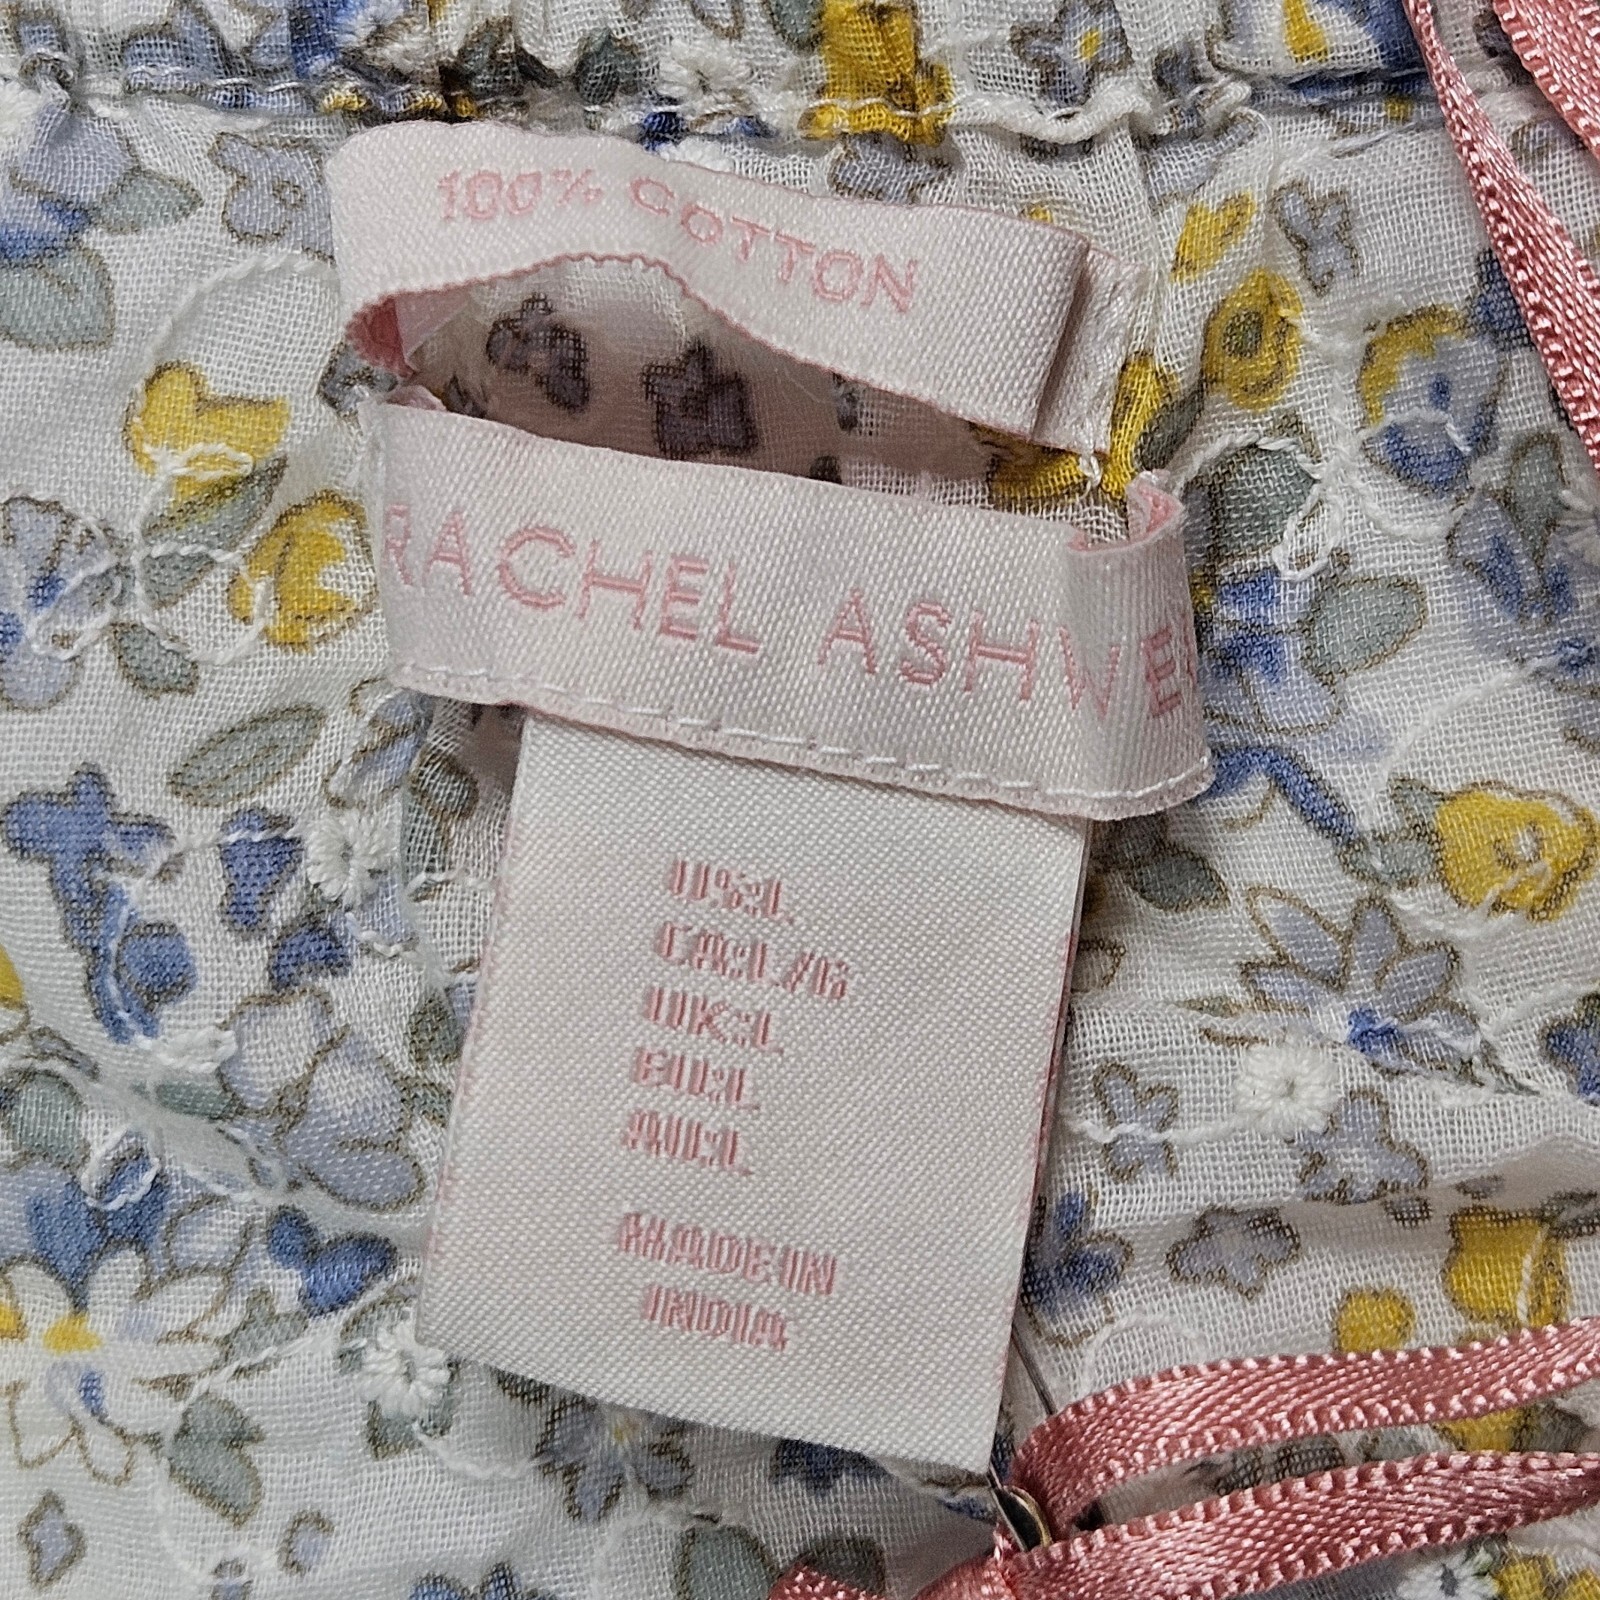 100% COTTON
RACHEL ASHWE
US:L
CA:L/G
UK:L
EU:L
AU:L
MADE IN
INDIA